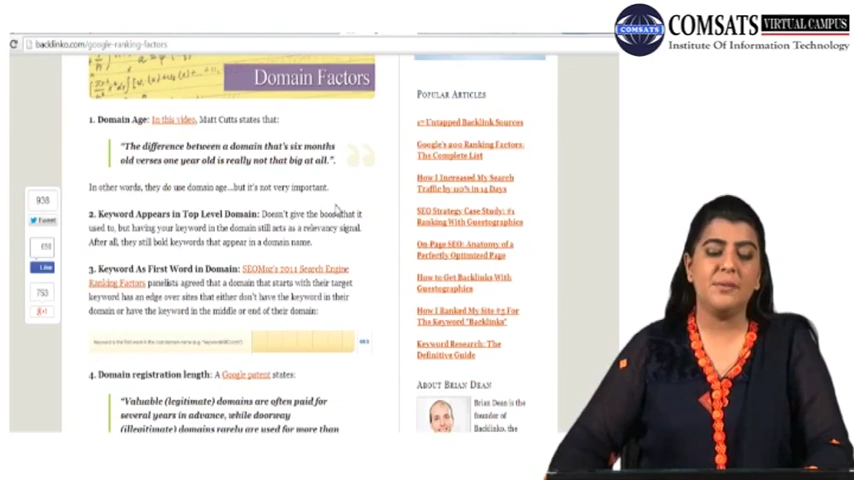 COMSATS VIRTUAL CAMPUS
Institute Of Information Technology
COMSATS
backlinko.com/google-ranking-factors
Domain Factors
1. Domain Age: In this video, Matt Cutts states that:
"The difference between a domain that's six months
old verses one year old is really not that big at all.".
In other words, they do use domain age...but it's not very important.
2. Keyword Appears in Top Level Domain: Doesn't give the boost that it
used to, but having your keyword in the domain still acts as a relevancy signal.
After all, they still bold keywords that appear in a domain name.
3. Keyword As First Word in Domain: SEOMoz's 2011 Search Engine
Ranking Factors panelists agreed that a domain that starts with their target
keyword has an edge over sites that either don't have the keyword in their
domain or have the keyword in the middle or end of their domain:
4. Domain registration length: A Google patent states:
"Valuable (legitimate) domains are often paid for
several years in advance, while doorway
(illegitimate) domains rarely are used for more than
938
Tweet
Like
753
+1
POPULAR ARTICLES
17 Untapped Backlink Sources
Google's 200 Ranking Factors:
The Complete List
How I Increased My Search
Traffic by 110% in 14 Days
SEO Strategy Case Study: #1
Ranking With Guestographics
On-Page SEO: Anatomy of a
Perfectly Optimized Page
How to Get Backlinks With
Guestographics
How I Ranked My Site #5 For
The Keyword "Backlinks"
Keyword Research: The
Definitive Guide
ABOUT BRIAN DEAN
Brian Dean is the
founder of
Backlinko, the